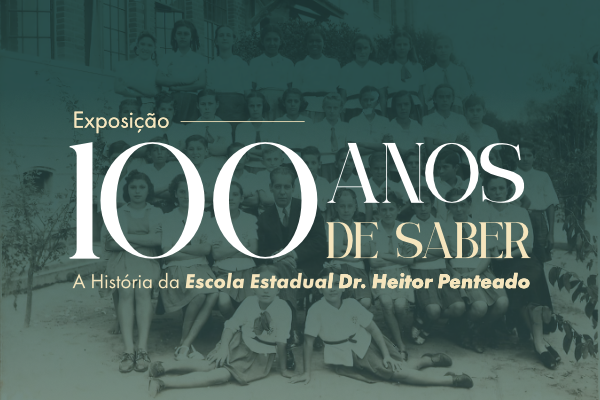 Exposição
100 ANOS
DE SABER
A História da Escola Estadual Dr. Heitor Penteado